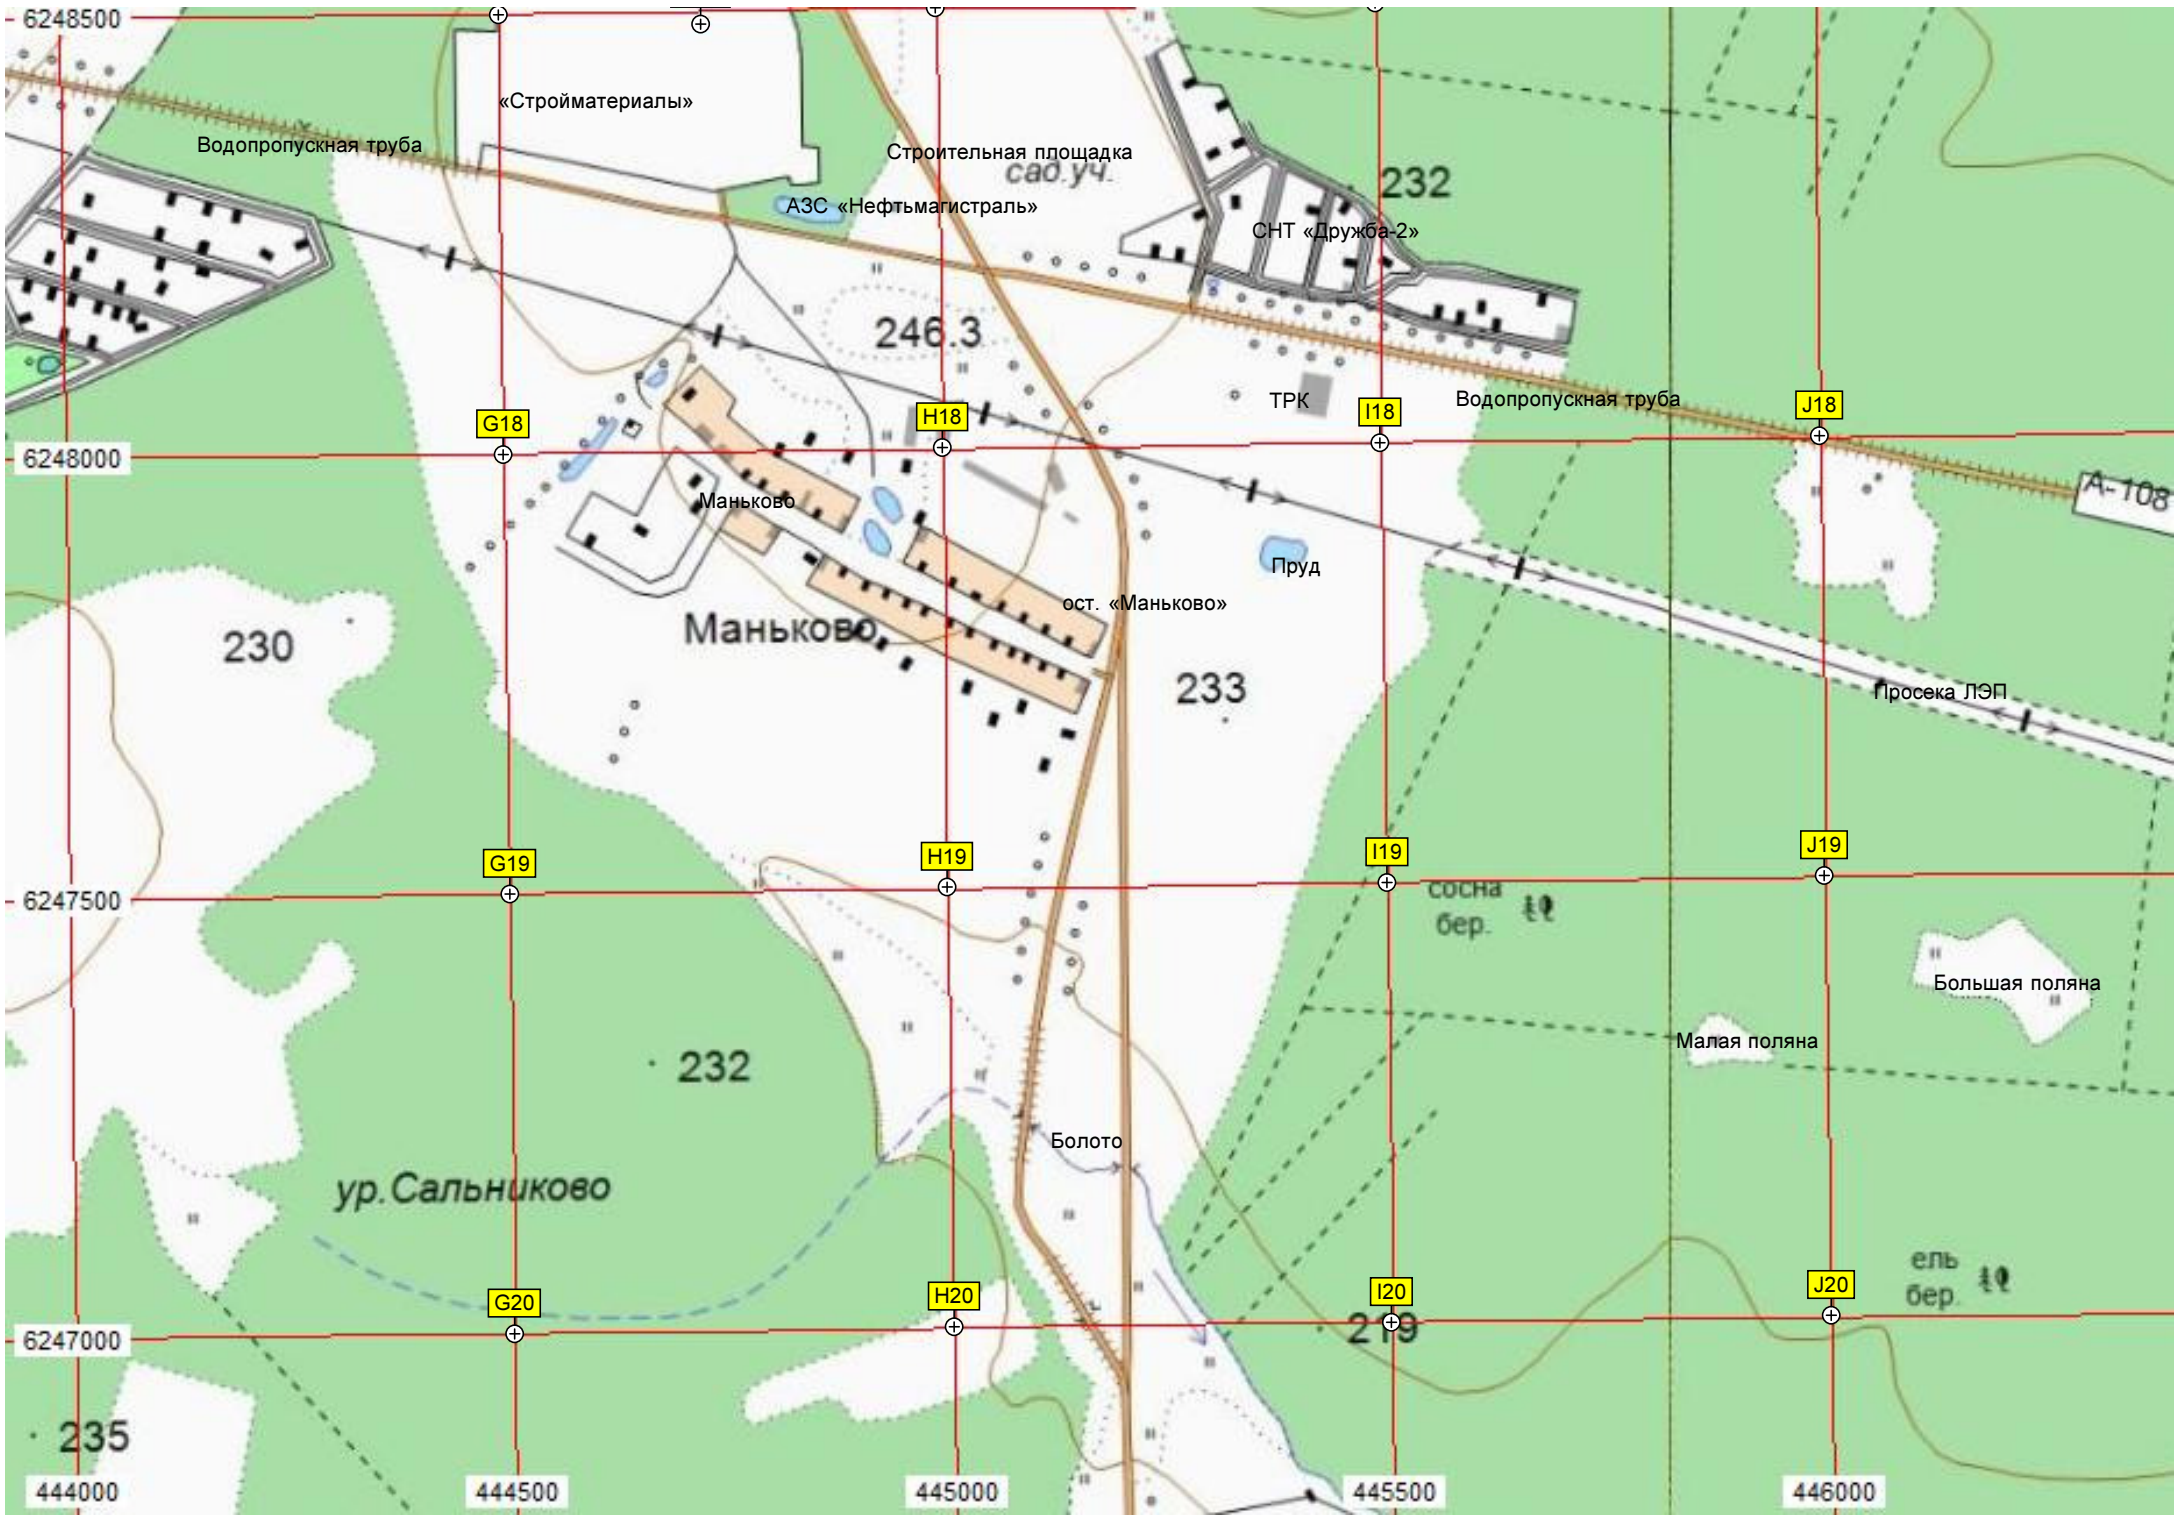 6248500
«Стройматериалы»
Водопропускная труба
Строительная площадка
сад.уч.
232
АЗС «Нефтьмагистраль»
СНТ «Дружба-2»
246.3
ТРК
Водопропускная труба
J18
I18
H18
G18
6248000
А-108
Маньково
Пруд
ост. «Маньково»
Маньково
230
233
Просека ЛЭП
J19
I19
H19
G19
6247500
сосна
бер.
Большая поляна
Малая поляна
232
Болото
ур.Сальниково
ель
бер.
J20
I20
H20
G20
219
6247000
235
444000
444500
445000
445500
446000